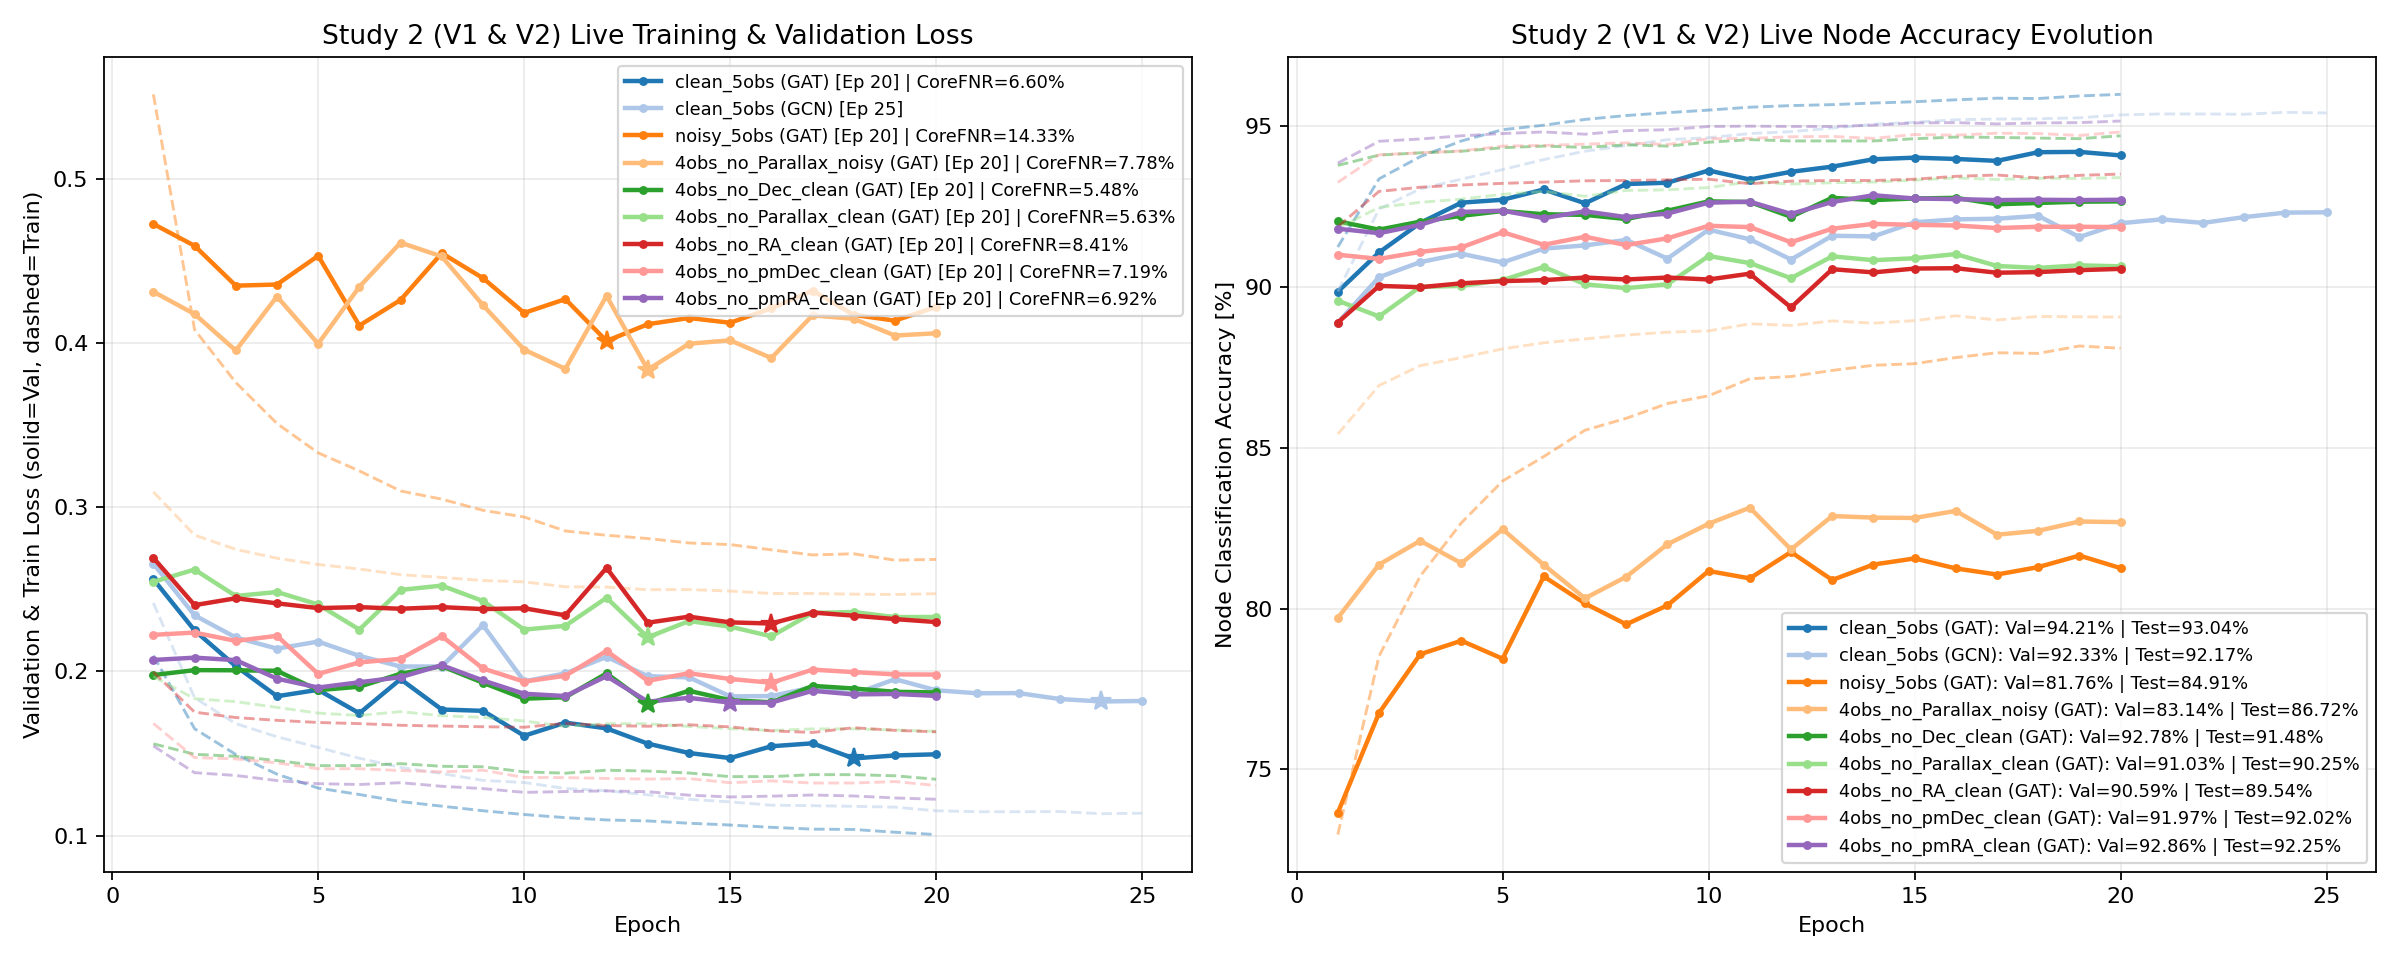 Study 2 (V1 & V2) Live Training & Validation Loss
Validation & Train Loss (solid=Val, dashed=Train)
0.5
0.4
0.3
0.2
0.1
clean_5obs (GAT) [Ep 20] | CoreFNR=6.60%
clean_5obs (GCN) [Ep 25]
noisy_5obs (GAT) [Ep 20] | CoreFNR=14.33%
4obs_no_Parallax_noisy (GAT) [Ep 20] | CoreFNR=7.78%
4obs_no_Dec_clean (GAT) [Ep 20] | CoreFNR=5.48%
4obs_no_Parallax_clean (GAT) [Ep 20] | CoreFNR=5.63%
4obs_no_RA_clean (GAT) [Ep 20] | CoreFNR=8.41%
4obs_no_pmDec_clean (GAT) [Ep 20] | CoreFNR=7.19%
4obs_no_pmRA_clean (GAT) [Ep 20] | CoreFNR=6.92%
0 5 10 15 20 25
Epoch
Study 2 (V1 & V2) Live Node Accuracy Evolution
Node Classification Accuracy [%]
95
90
85
80
75
clean_5obs (GAT): Val=94.21% | Test=93.04%
clean_5obs (GCN): Val=92.33% | Test=92.17%
noisy_5obs (GAT): Val=81.76% | Test=84.91%
4obs_no_Parallax_noisy (GAT): Val=83.14% | Test=86.72%
4obs_no_Dec_clean (GAT): Val=92.78% | Test=91.48%
4obs_no_Parallax_clean (GAT): Val=91.03% | Test=90.25%
4obs_no_RA_clean (GAT): Val=90.59% | Test=89.54%
4obs_no_pmDec_clean (GAT): Val=91.97% | Test=92.02%
4obs_no_pmRA_clean (GAT): Val=92.86% | Test=92.25%
0 5 10 15 20 25
Epoch